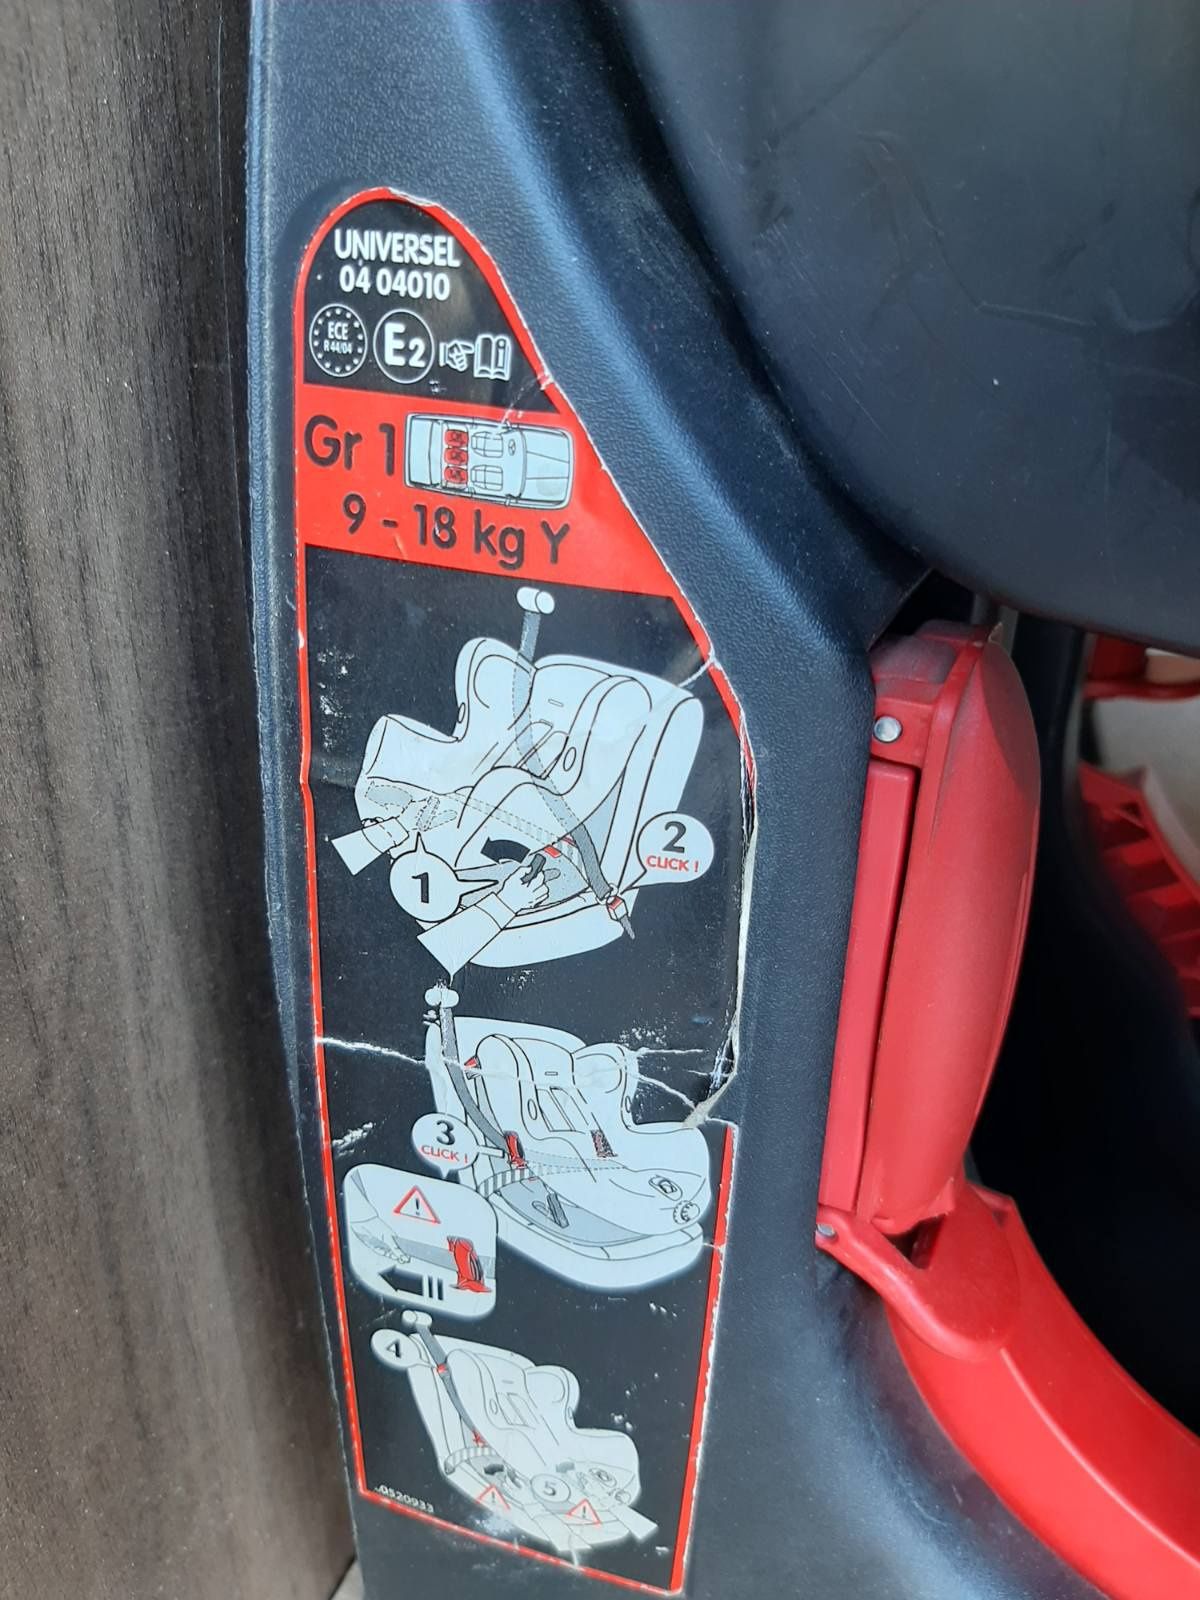 UNIVERSEL
04 04010
ECE
R 44/04
E2
Gr 1
9 - 18 kg Y
2
CLICK !
1
3
CLICK !
4
5